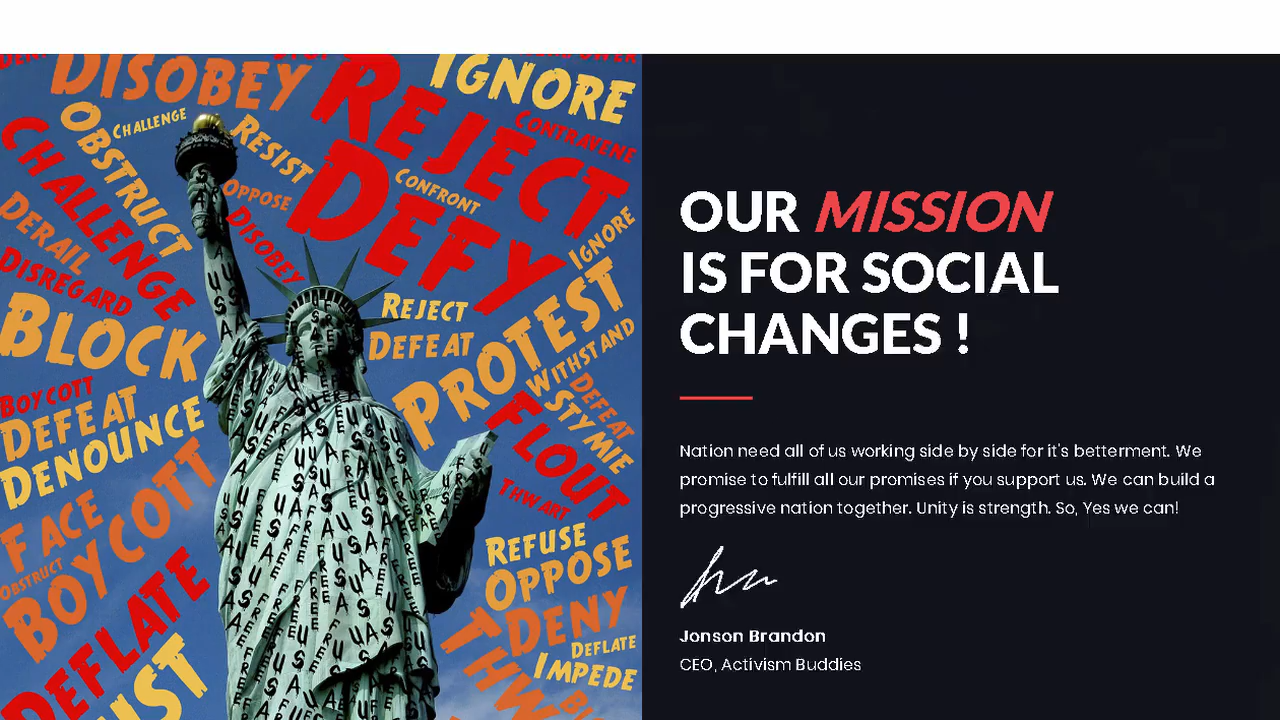 DISOBEY
REJECT
IGNORE
CONTRAVENE
OBSTRUCT
CHALLENGE
RESIST
CHALLENGE
DEFY
CONFRONT
OPPOSE
DISOBEY
DERAIL
IGNORE
DISREGARD
PROTEST
REJECT
BLOCK
DEFEAT
WITHSTAND
BOYCOTT
DEFEAT
DEFEAT
STYMIE
FLOUT
DENOUNCE
THWART
FACE
BOYCOTT
REFUSE
OBSTRUCT
OPPOSE
DENY
DEFLATE
DEFLATE
IMPEDE
USA
FREE
OUR MISSION
IS FOR SOCIAL
CHANGES !
Nation need all of us working side by side for it's betterment. We
promise to fulfill all our promises if you support us. We can build a
progressive nation together. Unity is strength. So, Yes we can!
Jonson Brandon
CEO, Activism Buddies